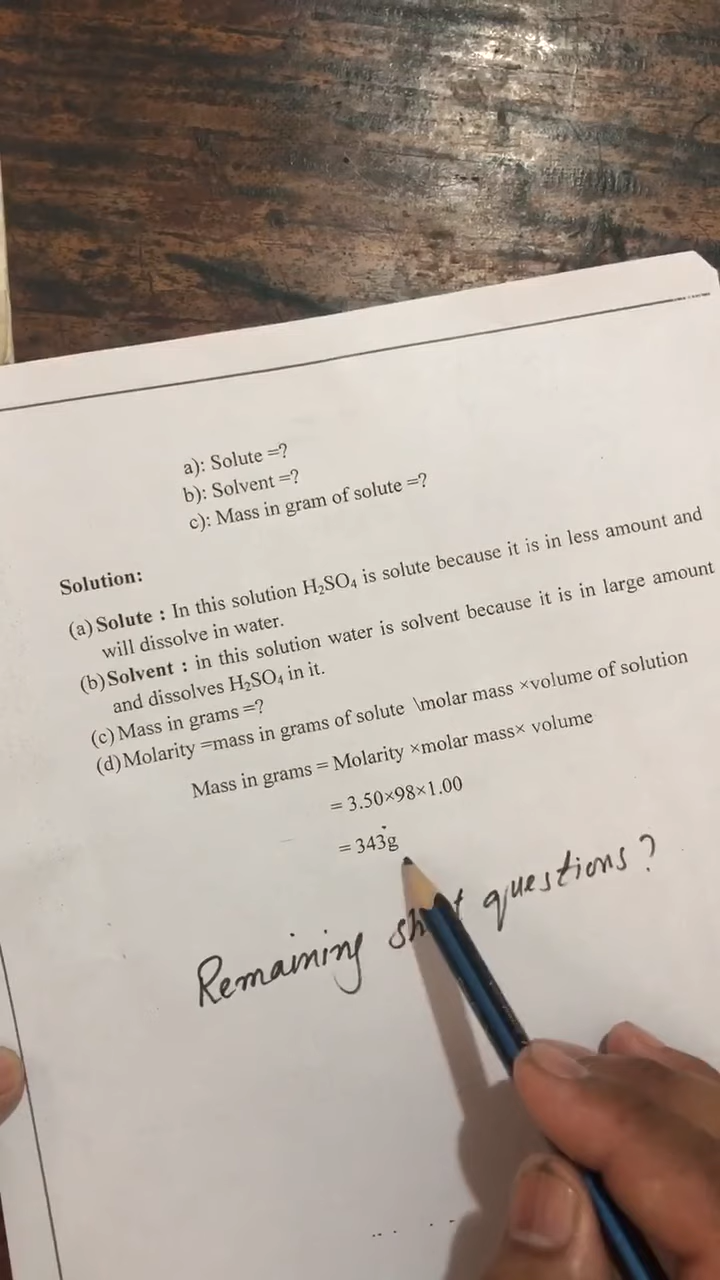 a): Solute =?
b): Solvent =?
c): Mass in gram of solute =?
Solution:
(a) Solute : In this solution H₂SO₄ is solute because it is in less amount and
will dissolve in water.
(b) Solvent : in this solution water is solvent because it is in large amount
and dissolves H₂SO₄ in it.
(c) Mass in grams =?
(d) Molarity =mass in grams of solute \molar mass ×volume of solution
Mass in grams = Molarity ×molar mass× volume
= 3.50×98×1.00
= 343g
Remaining short questions?